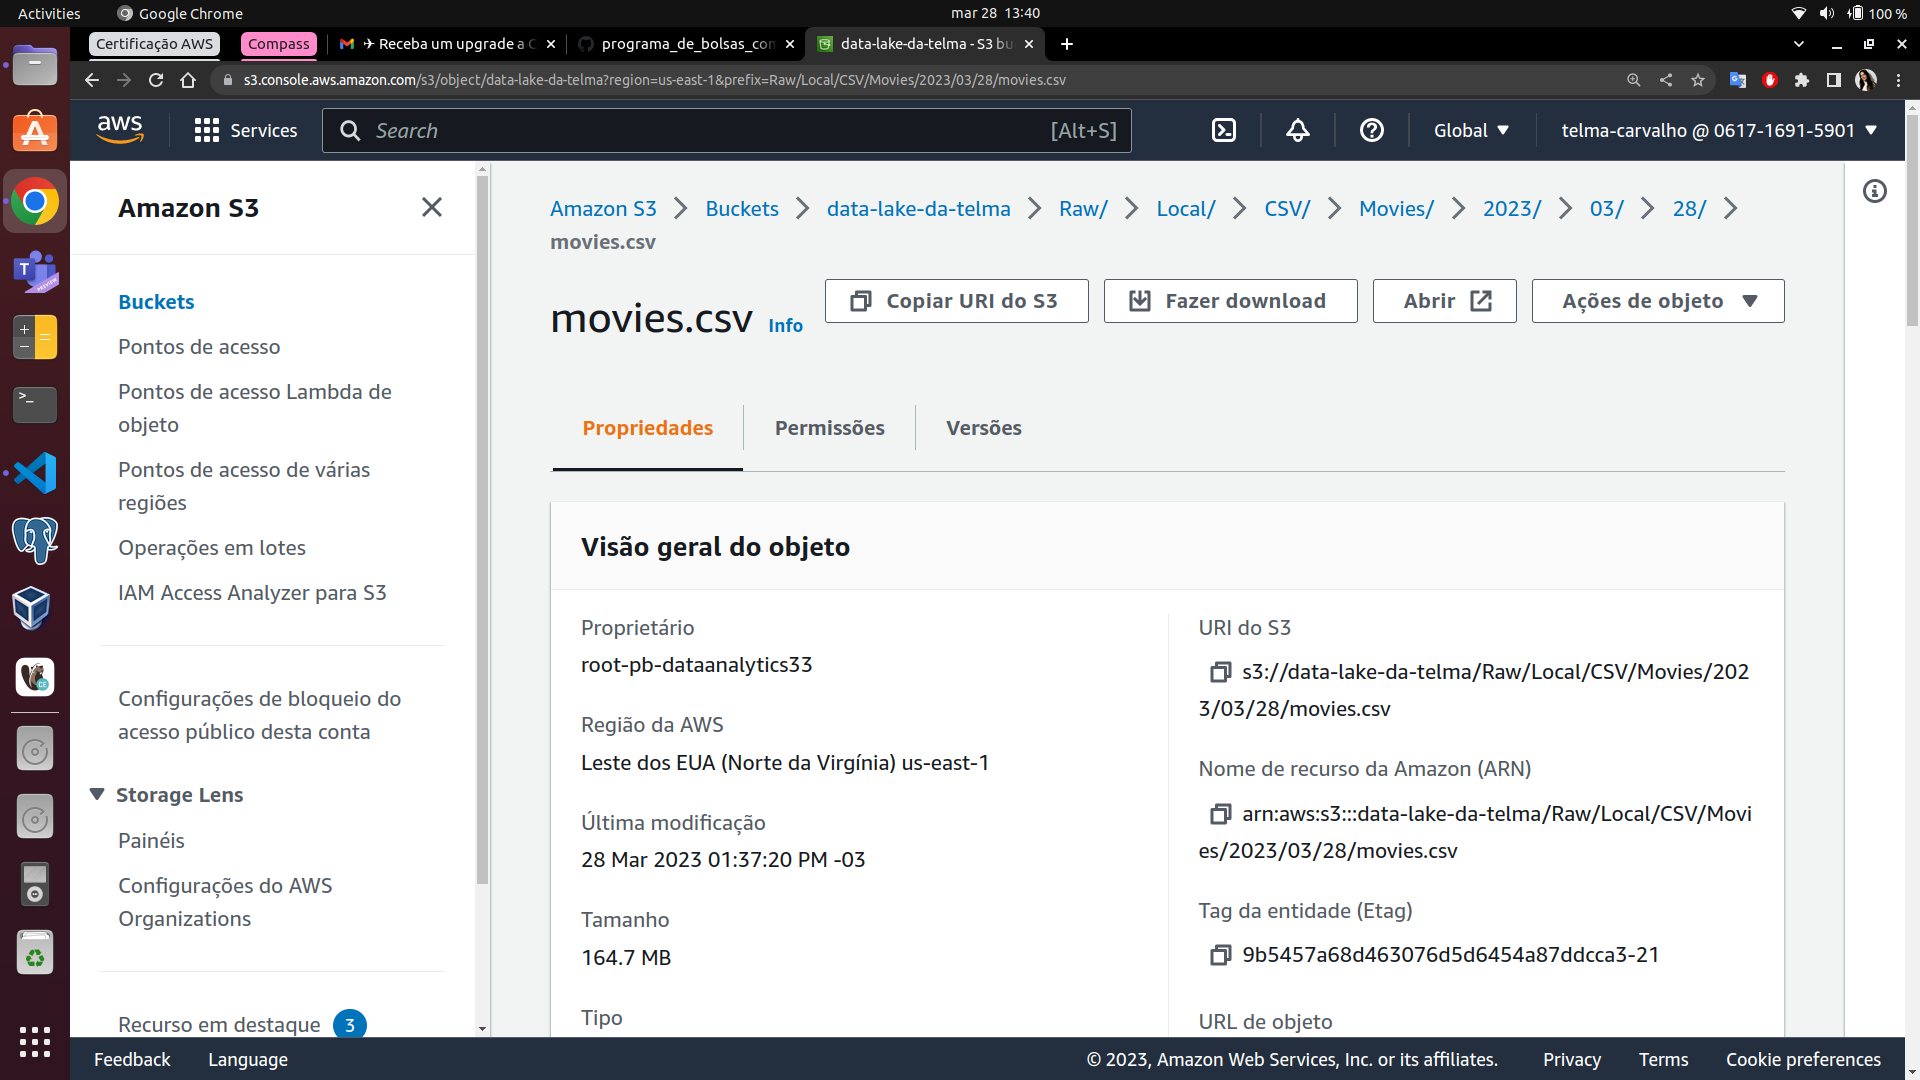 Activities
Google Chrome
mar 28 13:40
100 %
Certificação AWS
Compass
✈ Receba um upgrade a C
programa_de_bolsas_con
data-lake-da-telma - S3 bu
s3.console.aws.amazon.com/s3/object/data-lake-da-telma?region=us-east-1&prefix=Raw/Local/CSV/Movies/2023/03/28/movies.csv
aws
Services
Search
[Alt+S]
Global
telma-carvalho @ 0617-1691-5901
Amazon S3
Buckets
Pontos de acesso
Pontos de acesso Lambda de
objeto
Pontos de acesso de várias
regiões
Operações em lotes
IAM Access Analyzer para S3
Configurações de bloqueio do
acesso público desta conta
Storage Lens
Painéis
Configurações do AWS
Organizations
Recurso em destaque 3
Amazon S3 > Buckets > data-lake-da-telma > Raw/ > Local/ > CSV/ > Movies/ > 2023/ > 03/ > 28/ >
movies.csv
movies.csv Info
Copiar URI do S3
Fazer download
Abrir
Ações de objeto
Propriedades
Permissões
Versões
Visão geral do objeto
Proprietário
root-pb-dataanalytics33
Região da AWS
Leste dos EUA (Norte da Virgínia) us-east-1
Última modificação
28 Mar 2023 01:37:20 PM -03
Tamanho
164.7 MB
Tipo
URI do S3
s3://data-lake-da-telma/Raw/Local/CSV/Movies/202
3/03/28/movies.csv
Nome de recurso da Amazon (ARN)
arn:aws:s3:::data-lake-da-telma/Raw/Local/CSV/Movi
es/2023/03/28/movies.csv
Tag da entidade (Etag)
9b5457a68d463076d5d6454a87ddcca3-21
URL de objeto
Feedback
Language
© 2023, Amazon Web Services, Inc. or its affiliates.
Privacy
Terms
Cookie preferences